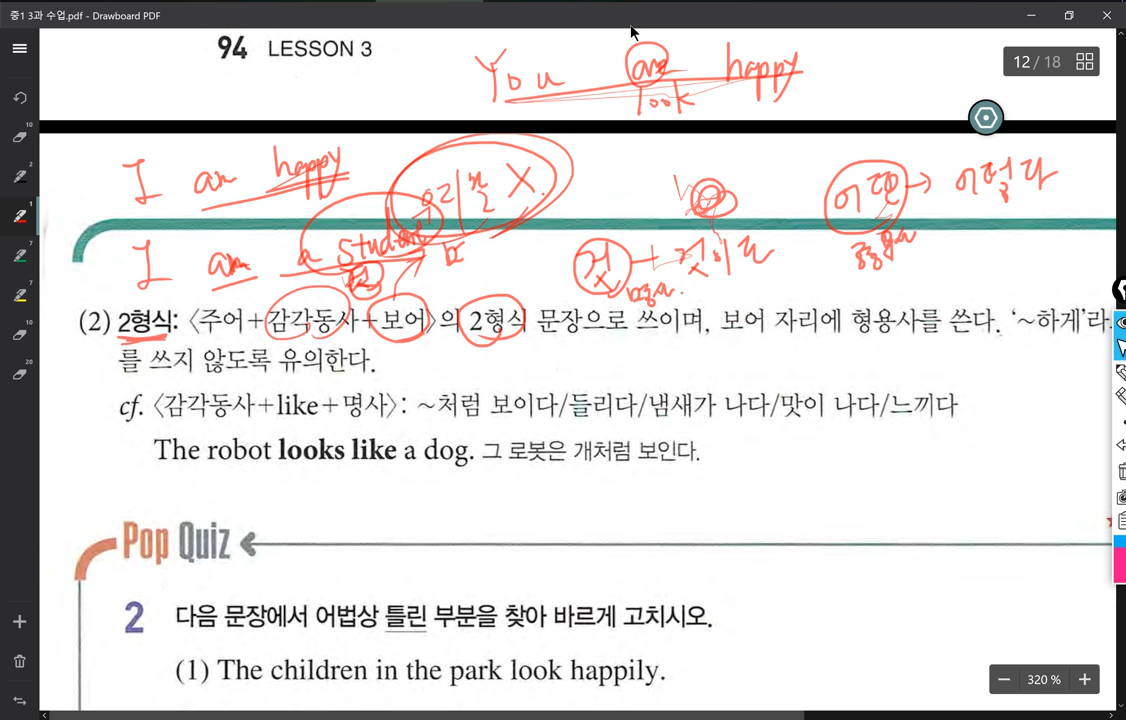 중1 3과 수업.pdf - Drawboard PDF
94 LESSON 3
12 / 18
You are happy
look
I am happy
X
I am a student
어떤 → 어떻다
것 + 것이다
(2) 2형식: 〈주어+감각동사+보어〉의 2형식 문장으로 쓰이며, 보어 자리에 형용사를 쓴다. ‘~하게’라
를 쓰지 않도록 유의한다.
cf. 〈감각동사+like+명사〉: ~처럼 보이다/들리다/냄새가 나다/맛이 나다/느끼다
The robot looks like a dog. 그 로봇은 개처럼 보인다.
Pop Quiz
2 다음 문장에서 어법상 틀린 부분을 찾아 바르게 고치시오.
(1) The children in the park look happily.
320 %
10
2
1
7
7
10
20